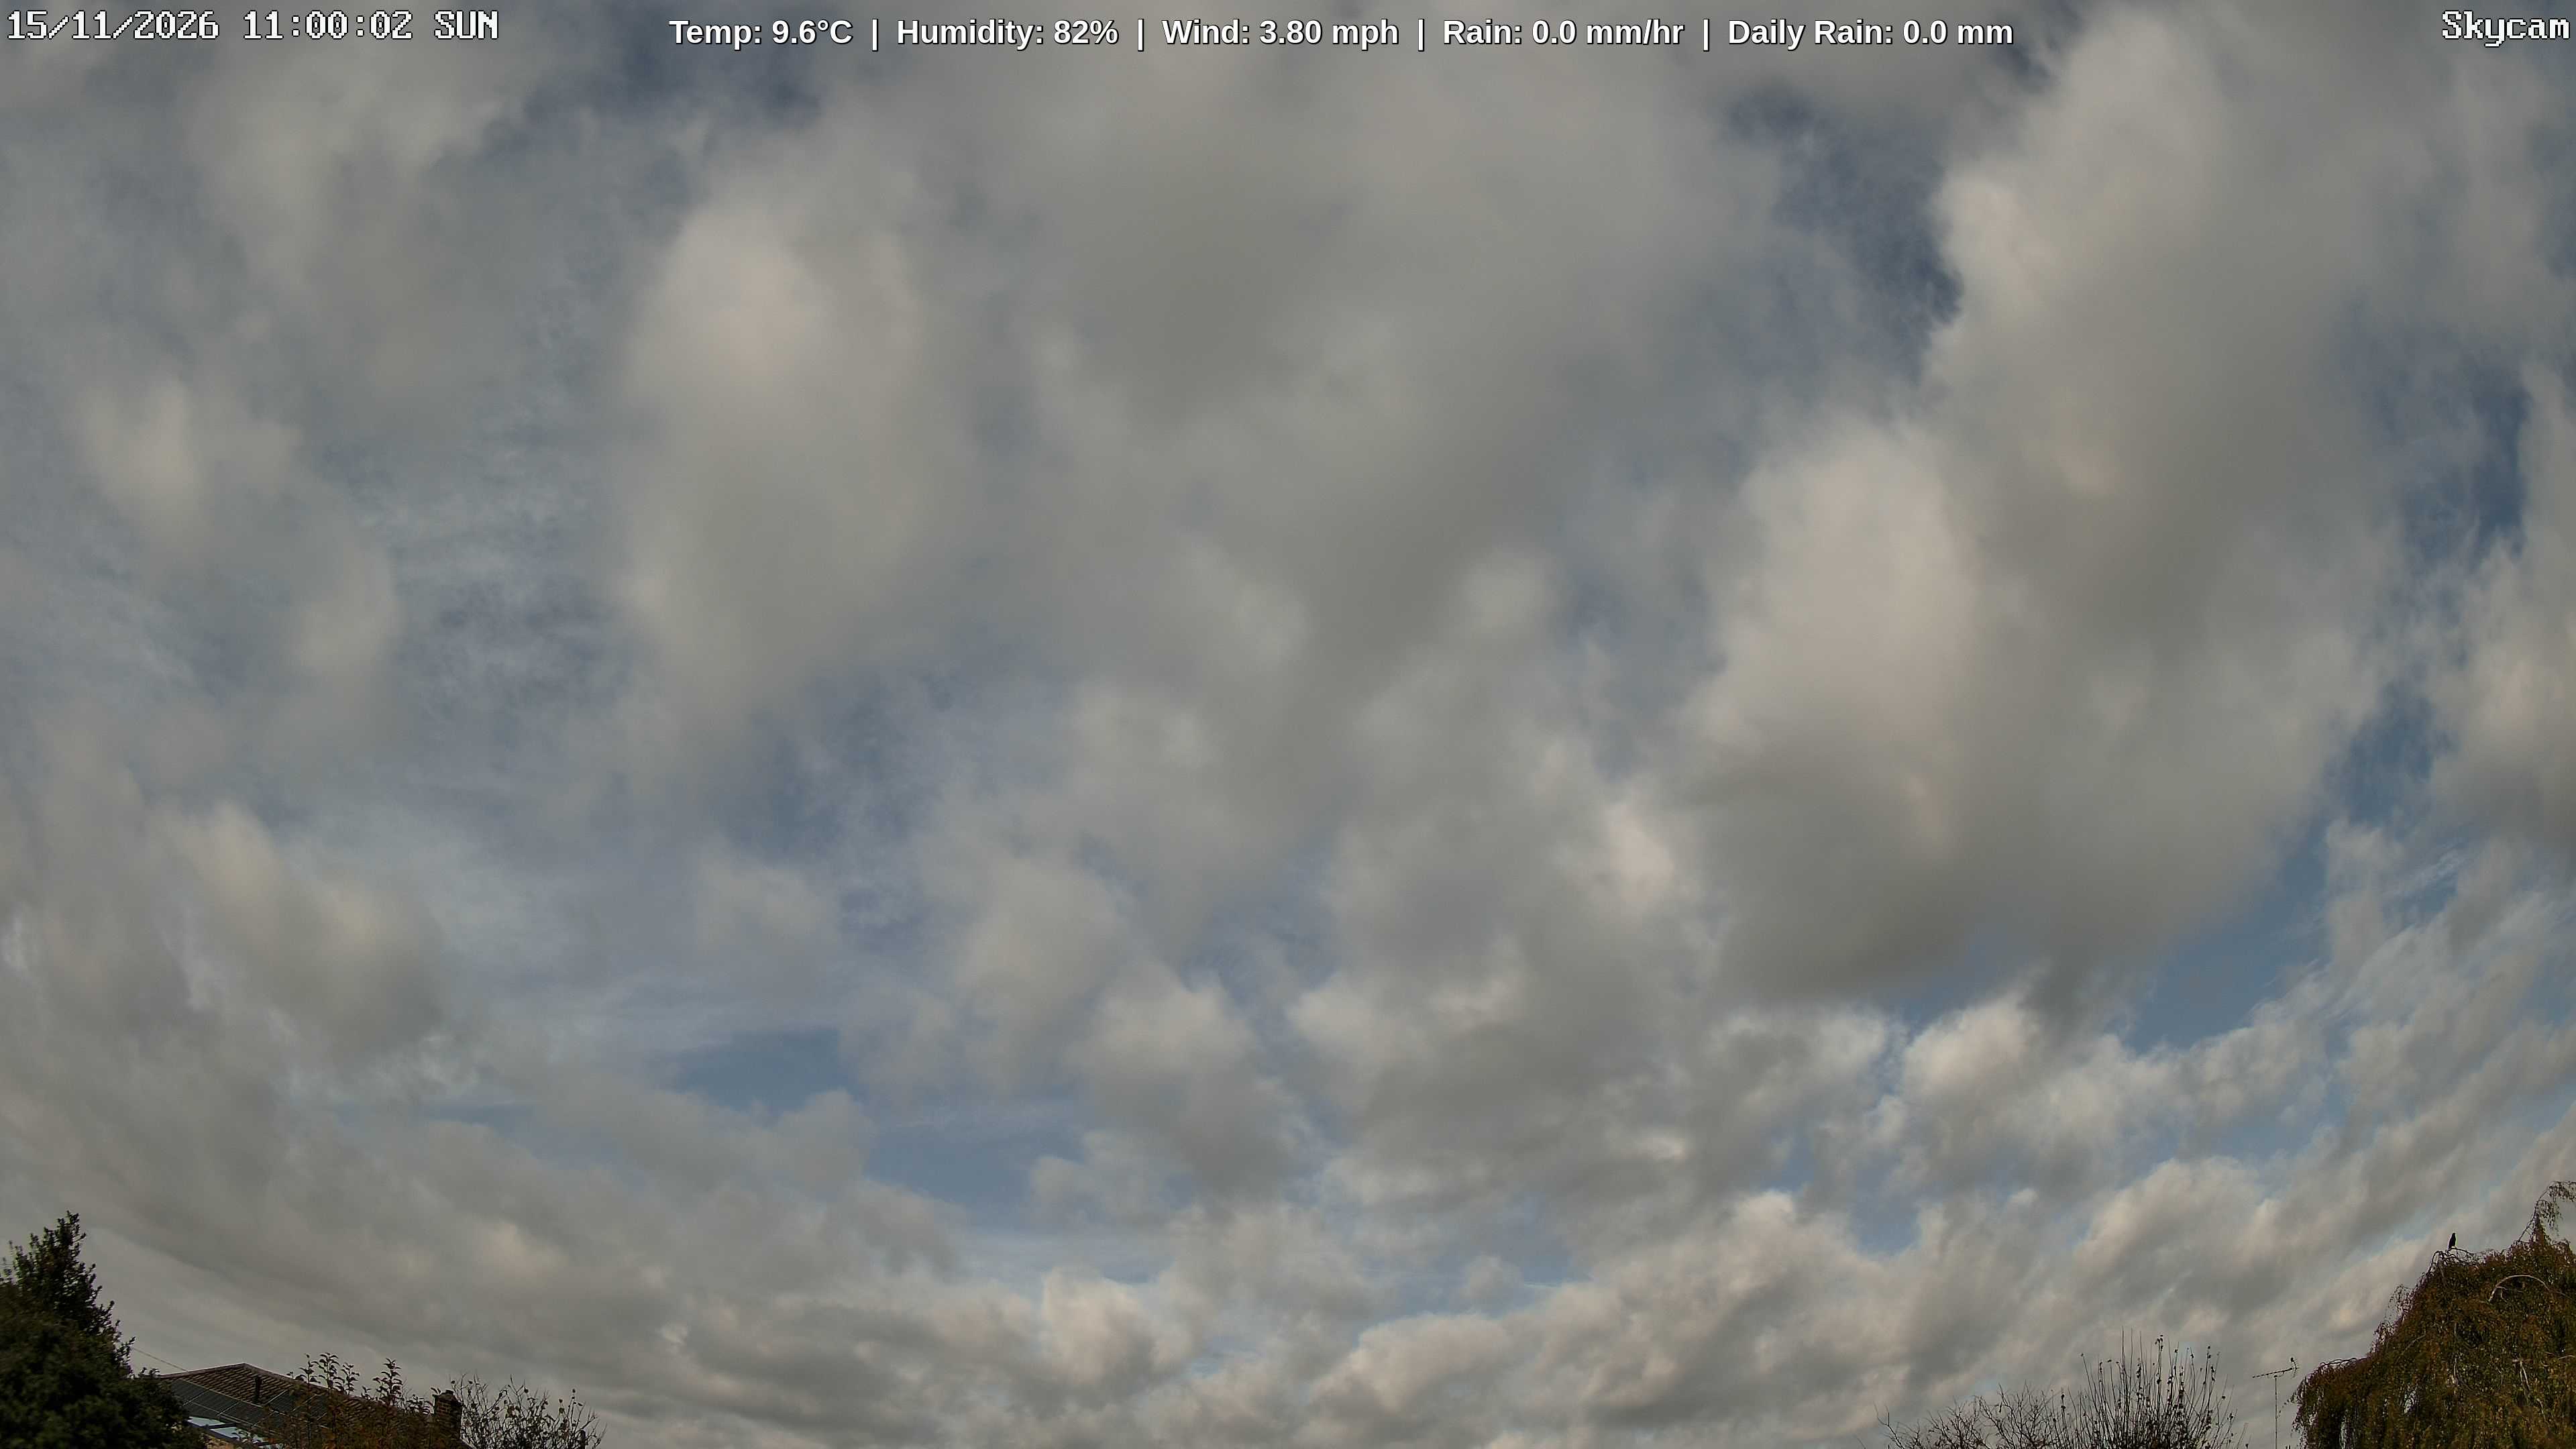 15/11/2026 11:00:02 SUN
Temp: 9.6°C | Humidity: 82% | Wind: 3.80 mph | Rain: 0.0 mm/hr | Daily Rain: 0.0 mm
Skycam